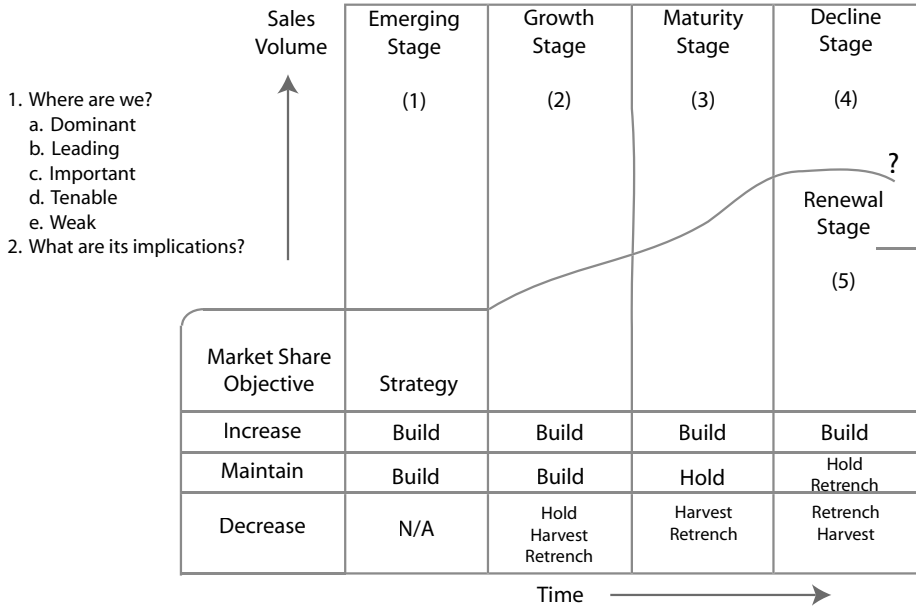 Sales
Volume
Emerging
Stage
(1)
Growth
Stage
(2)
Maturity
Stage
(3)
Decline
Stage
(4)
1. Where are we?
a. Dominant
b. Leading
c. Important
d. Tenable
e. Weak
2. What are its implications?
?
Renewal
Stage
(5)
Market Share
Objective
Strategy
Increase
Build
Build
Build
Build
Maintain
Build
Build
Hold
Hold
Retrench
Decrease
N/A
Hold
Harvest
Retrench
Harvest
Retrench
Retrench
Harvest
Time